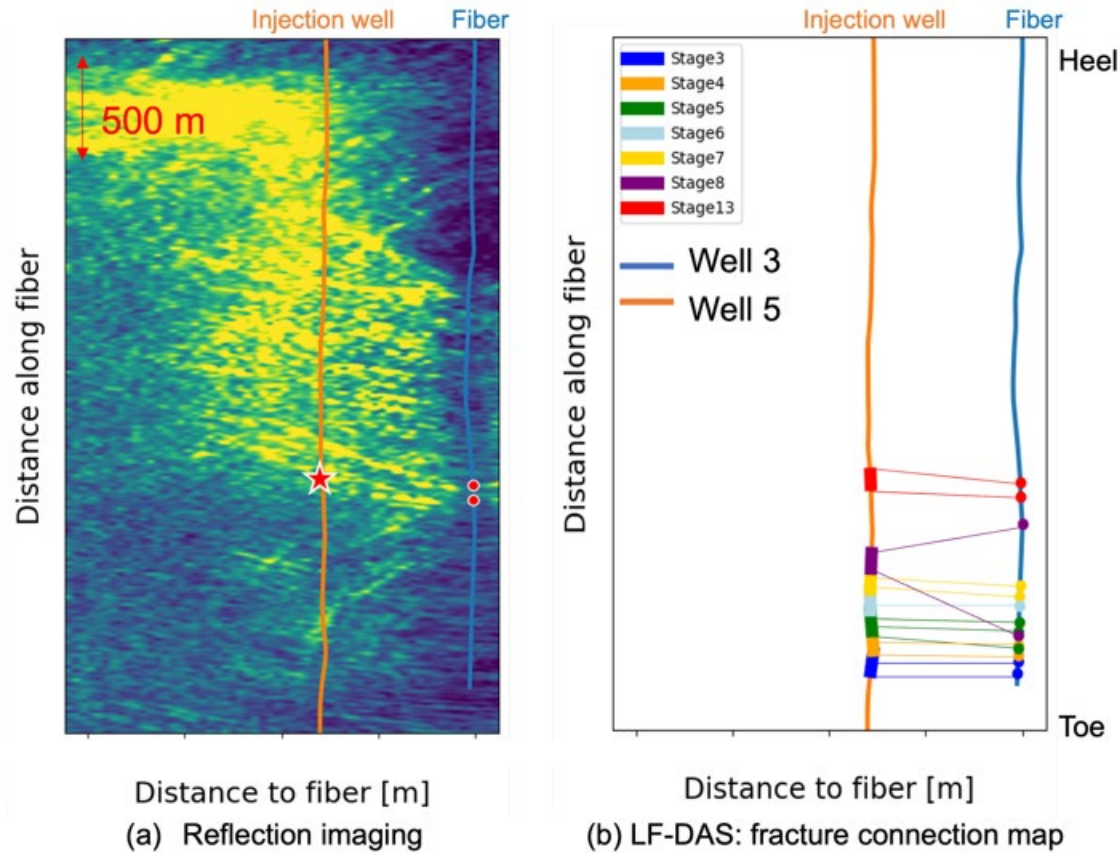 Injection well
Fiber
500 m
Distance along fiber
Distance to fiber [m]
(a) Reflection imaging
Injection well
Fiber
Stage3
Stage4
Stage5
Stage6
Stage7
Stage8
Stage13
Well 3
Well 5
Heel
Toe
Distance along fiber
Distance to fiber [m]
(b) LF-DAS: fracture connection map